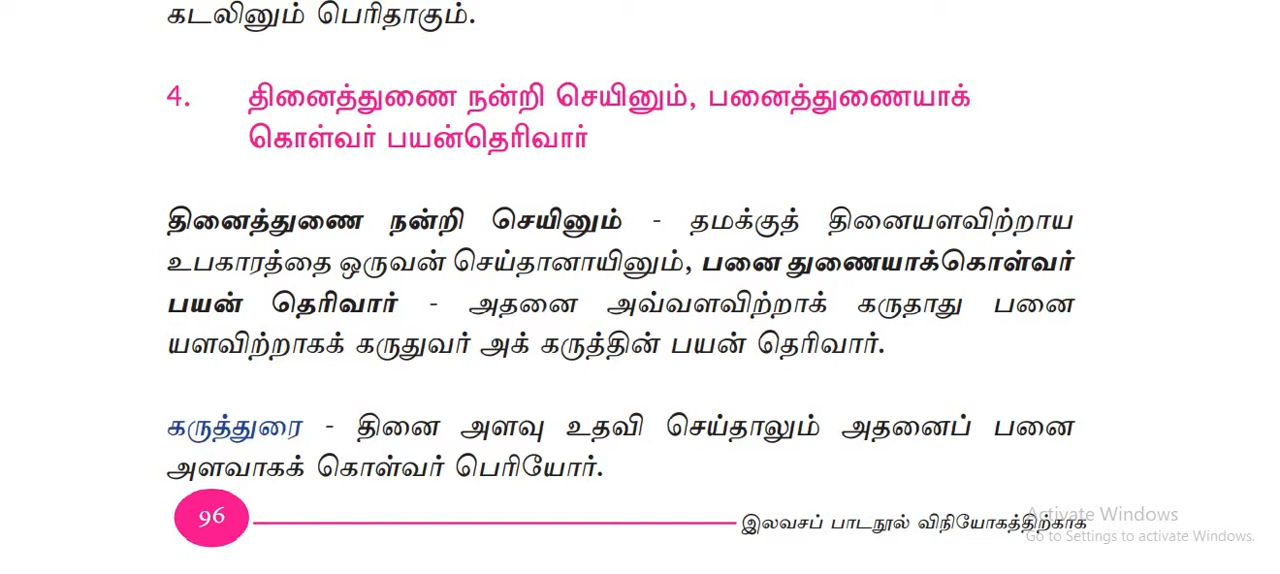 கடலினும் பெரிதாகும்.
4. தினைத்துணை நன்றி செயினும், பனைத்துணையாக்
கொள்வர் பயன்தெரிவார்
தினைத்துணை நன்றி செயினும் - தமக்குத் தினையளவிற்றாய
உபகாரத்தை ஒருவன் செய்தானாயினும், பனை துணையாக்கொள்வர்
பயன் தெரிவார் - அதனை அவ்வளவிற்றாக் கருதாது பனை
யளவிற்றாகக் கருதுவர் அக் கருத்தின் பயன் தெரிவார்.
கருத்துரை - தினை அளவு உதவி செய்தாலும் அதனைப் பனை
அளவாகக் கொள்வர் பெரியோர்.
96 இலவசப் பாடநூல் விநியோகத்திற்காக
Activate Windows
Go to Settings to activate Windows.